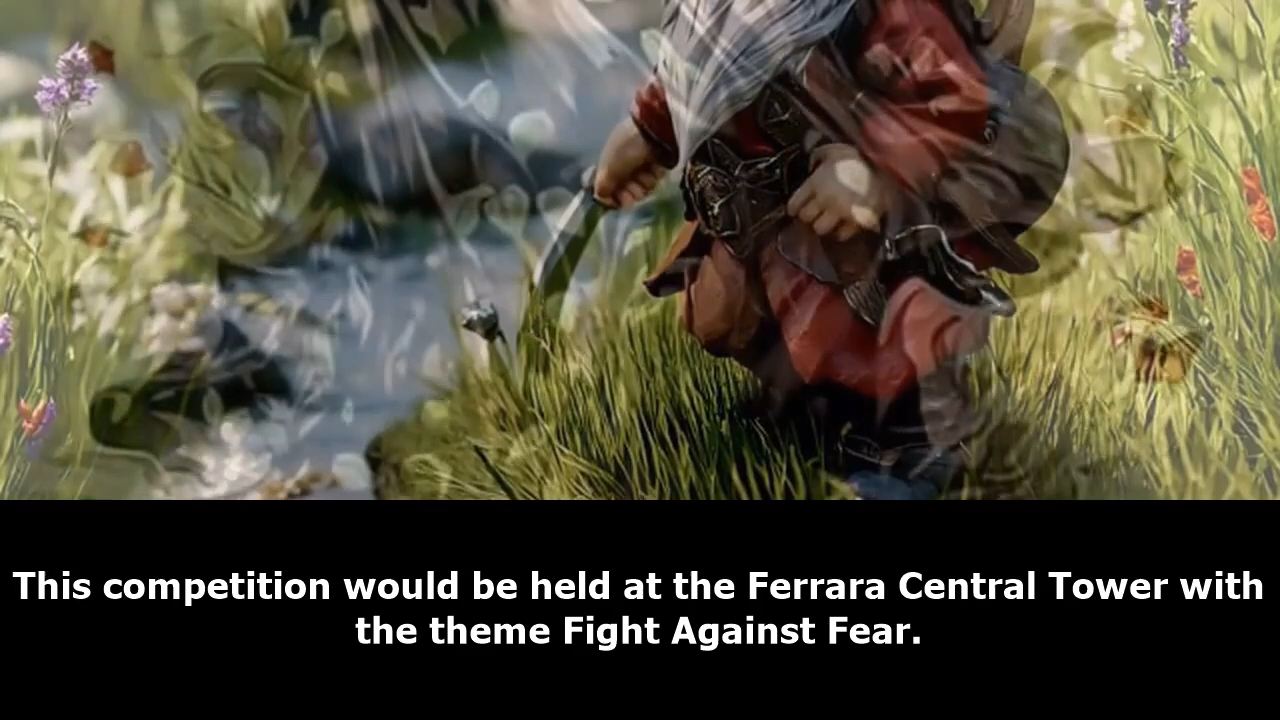 This competition would be held at the Ferrara Central Tower with
the theme Fight Against Fear.